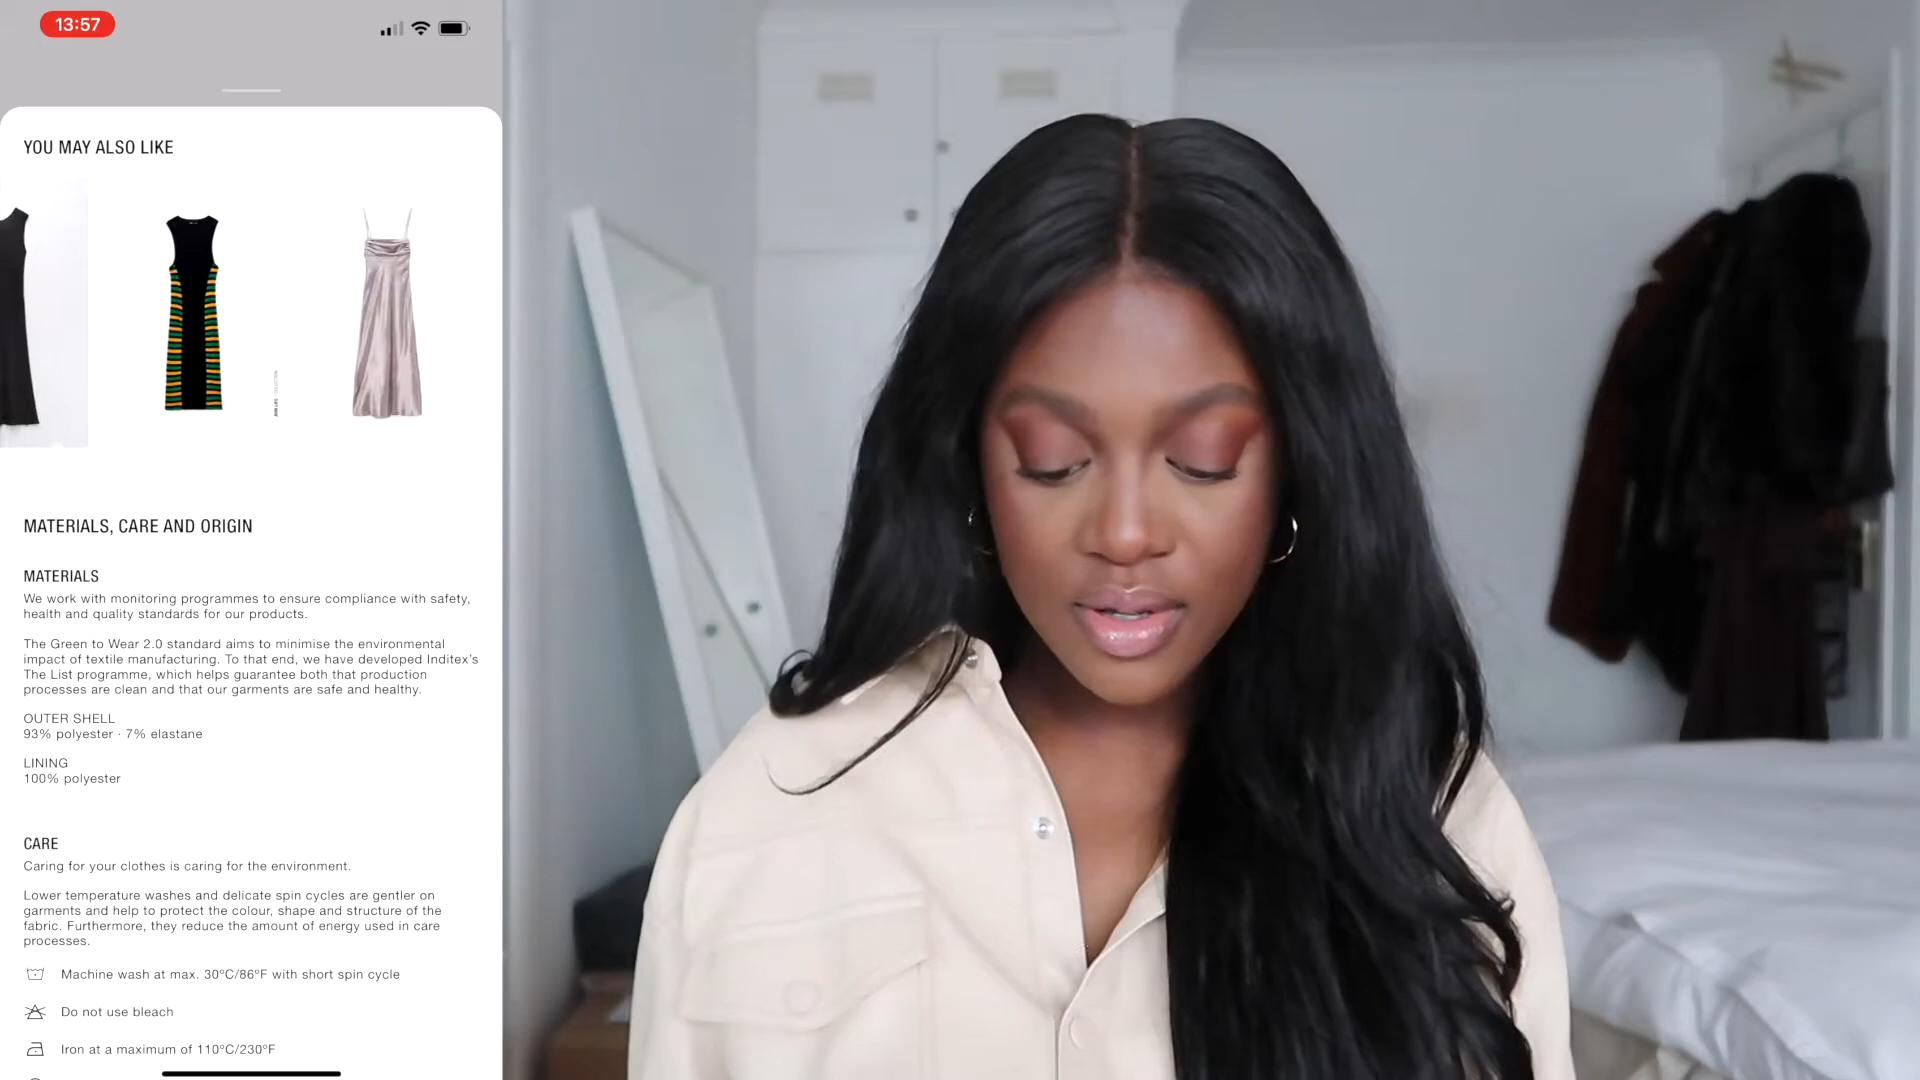 13:57
YOU MAY ALSO LIKE
MATERIALS, CARE AND ORIGIN
MATERIALS
We work with monitoring programmes to ensure compliance with safety,
health and quality standards for our products.
The Green to Wear 2.0 standard aims to minimise the environmental
impact of textile manufacturing. To that end, we have developed Inditex's
The List programme, which helps guarantee both that production
processes are clean and that our garments are safe and healthy.
OUTER SHELL
93% polyester · 7% elastane
LINING
100% polyester
CARE
Caring for your clothes is caring for the environment.
Lower temperature washes and delicate spin cycles are gentler on
garments and help to protect the colour, shape and structure of the
fabric. Furthermore, they reduce the amount of energy used in care
processes.
Machine wash at max. 30ºC/86ºF with short spin cycle
Do not use bleach
Iron at a maximum of 110ºC/230ºF